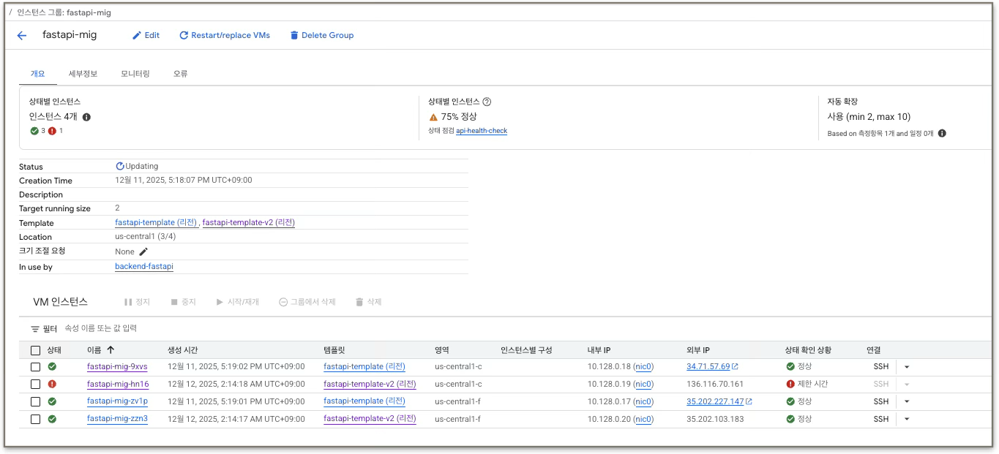 / 인스턴스 그룹: fastapi-mig
fastapi-mig Edit Restart/replace VMs Delete Group
개요 세부정보 모니터링 오류
상태별 인스턴스 상태별 인스턴스 자동 확장
인스턴스 4개 75% 정상 사용 (min 2, max 10)
3 1 상태 점검 api-health-check Based on 측정항목 1개 and 일정 0개
Status Updating
Creation Time 12월 11, 2025, 5:18:07 PM UTC+09:00
Description
Target running size 2
Template fastapi-template (리전) , fastapi-template-v2 (리전)
Location us-central1 (3/4)
크기 조절 요청 None
In use by backend-fastapi
VM 인스턴스 정지 중지 시작/재개 그룹에서 삭제 삭제
필터 속성 이름 또는 값 입력
상태 이름 생성 시간 템플릿 영역 인스턴스별 구성 내부 IP 외부 IP 상태 확인 상황 연결
fastapi-mig-9xvs 12월 11, 2025, 5:19:02 PM UTC+09:00 fastapi-template (리전) us-central1-c 10.128.0.18 (nic0) 34.71.57.69 정상 SSH
fastapi-mig-hn16 12월 12, 2025, 2:14:18 AM UTC+09:00 fastapi-template-v2 (리전) us-central1-c 10.128.0.19 (nic0) 136.116.70.161 제한 시간 SSH
fastapi-mig-zv1p 12월 11, 2025, 5:19:01 PM UTC+09:00 fastapi-template (리전) us-central1-f 10.128.0.17 (nic0) 35.202.227.147 정상 SSH
fastapi-mig-zzn3 12월 12, 2025, 2:14:17 AM UTC+09:00 fastapi-template-v2 (리전) us-central1-f 10.128.0.20 (nic0) 35.202.103.183 정상 SSH